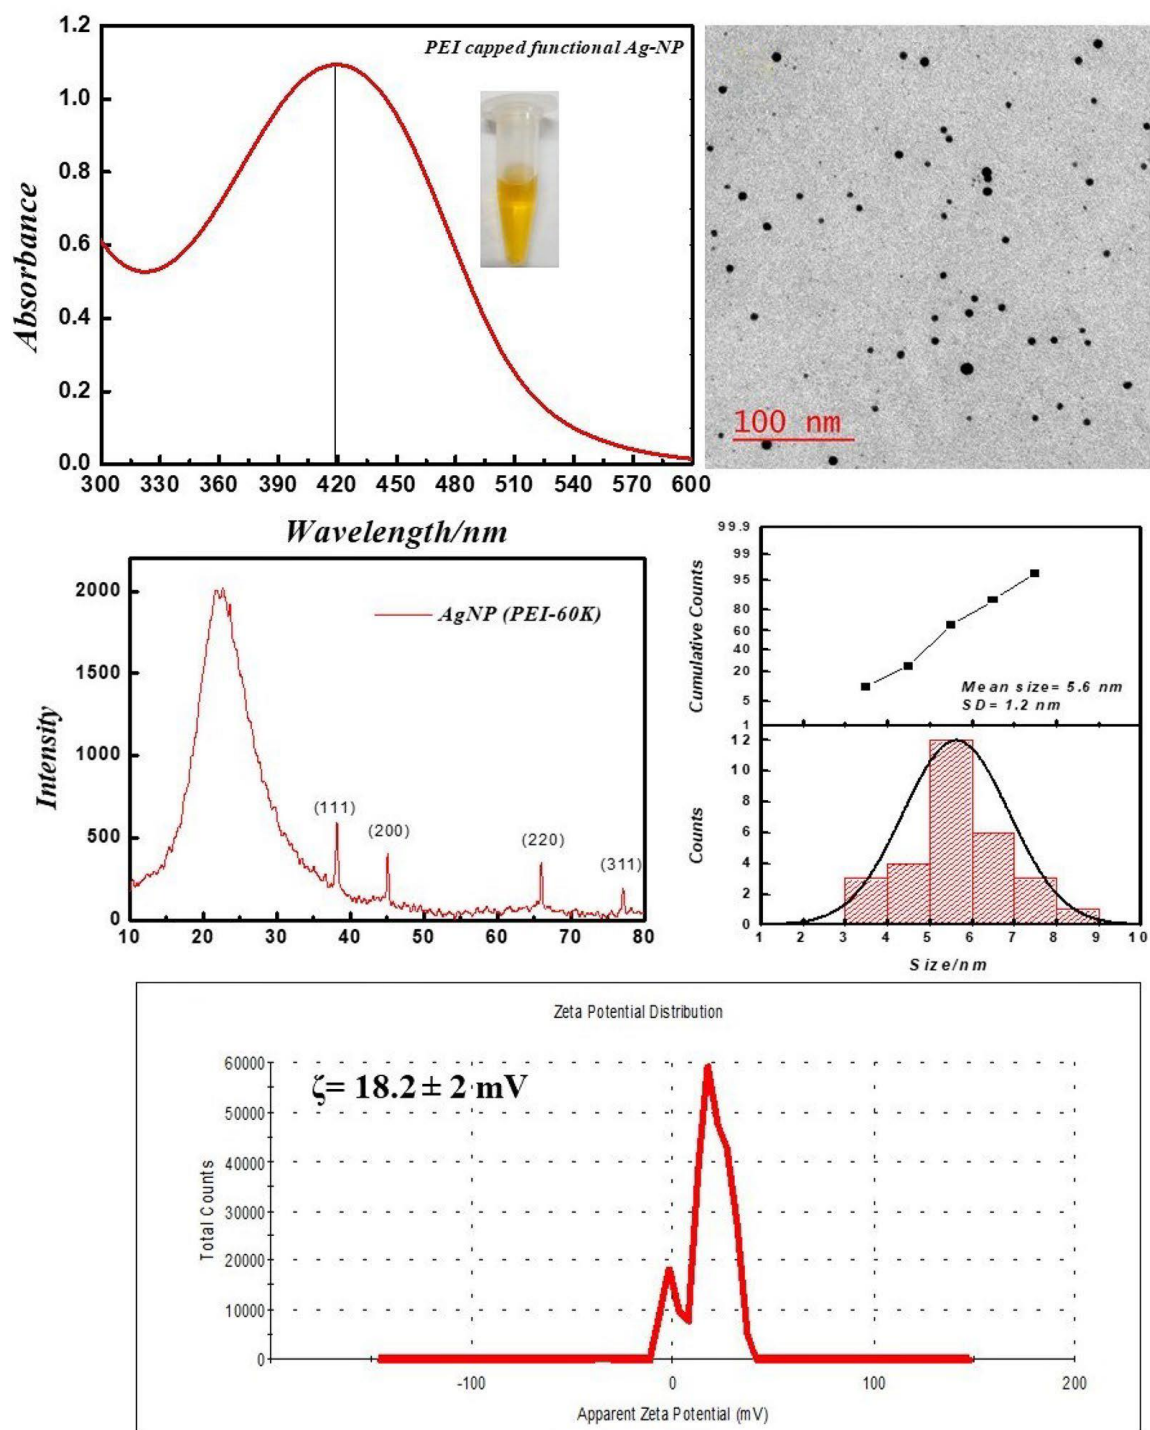 PEI capped functional Ag-NP
1.2
1.0
0.8
0.6
0.4
0.2
0.0
Absorbance
300 330 360 390 420 450 480 510 540 570 600
Wavelength/nm
100 nm
2000
1500
1000
500
0
Intensity
AgNP (PEI-60K)
(111)
(200)
(220)
(311)
10 20 30 40 50 60 70 80
99.9
99
95
80
60
40
20
5
1
Cumulative Counts
Mean size= 5.6 nm
SD= 1.2 nm
12
10
8
6
4
2
0
Counts
1 2 3 4 5 6 7 8 9 10
Size/nm
Zeta Potential Distribution
ζ= 18.2 ± 2 mV
60000
50000
40000
30000
20000
10000
0
Total Counts
-100 0 100 200
Apparent Zeta Potential (mV)